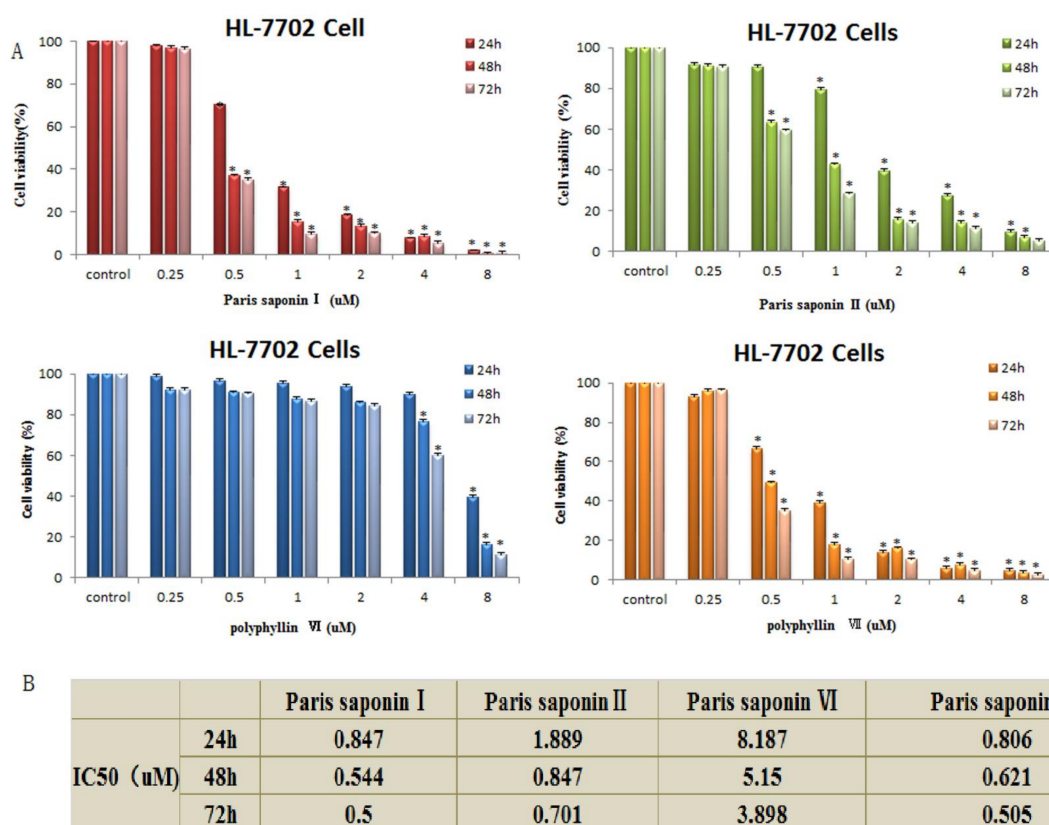 A
HL-7702 Cell
Cell viability(%)
100
80
60
40
20
0
24h
48h
72h
* *
* * *
* * *
* * *
* * *
control 0.25 0.5 1 2 4 8
Paris saponin I (uM)
HL-7702 Cells
Cell viability (%)
100
80
60
40
20
0
24h
48h
72h
* *
* * *
* * *
* * *
* *
control 0.25 0.5 1 2 4 8
Paris saponin II (uM)
HL-7702 Cells
Cell viability (%)
100
80
60
40
20
0
24h
48h
72h
* *
* * *
control 0.25 0.5 1 2 4 8
polyphyllin VI (uM)
HL-7702 Cells
Cell viability (%)
100
80
60
40
20
0
24h
48h
72h
* * *
* * *
* * *
* * *
* * *
control 0.25 0.5 1 2 4 8
polyphyllin VII (uM)
B
Paris saponin I Paris saponin II Paris saponin VI Paris saponin
24h 0.847 1.889 8.187 0.806
IC50（uM） 48h 0.544 0.847 5.15 0.621
72h 0.5 0.701 3.898 0.505